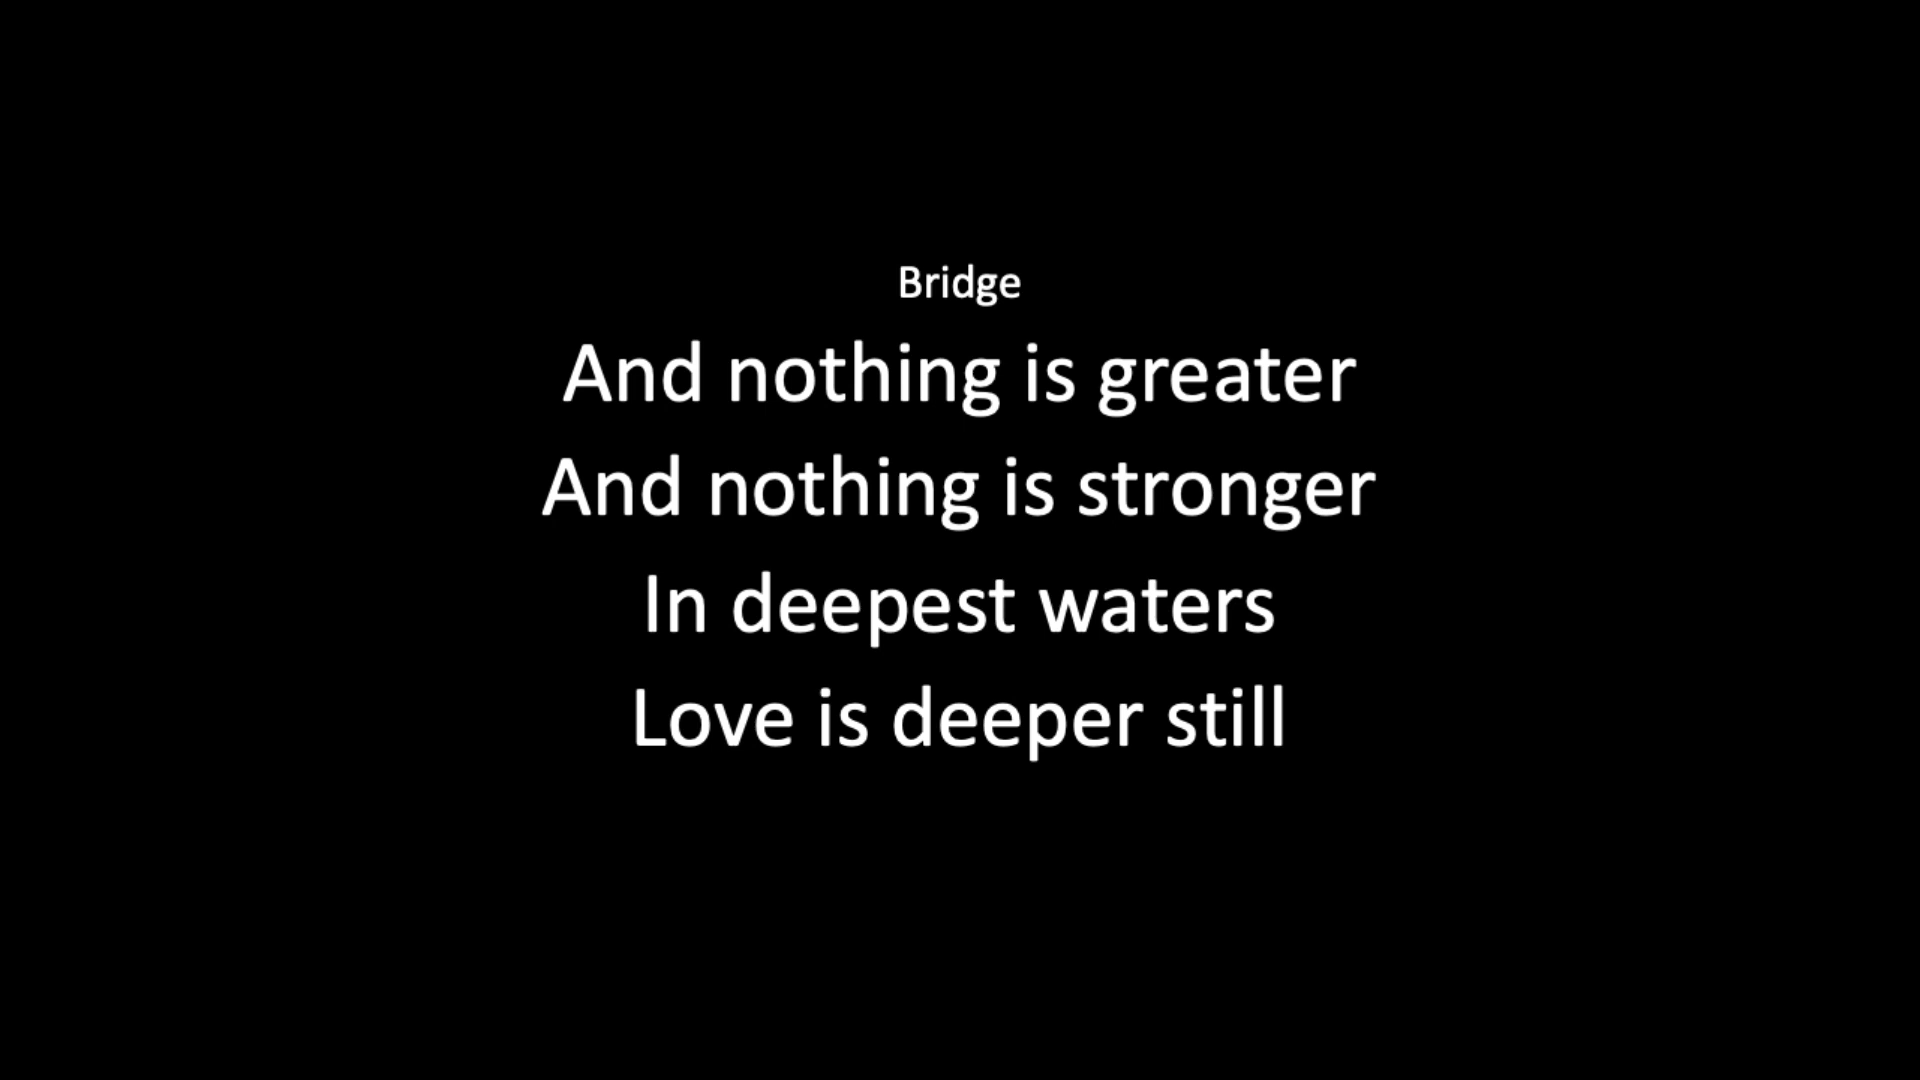 Bridge
And nothing is greater
And nothing is stronger
In deepest waters
Love is deeper still